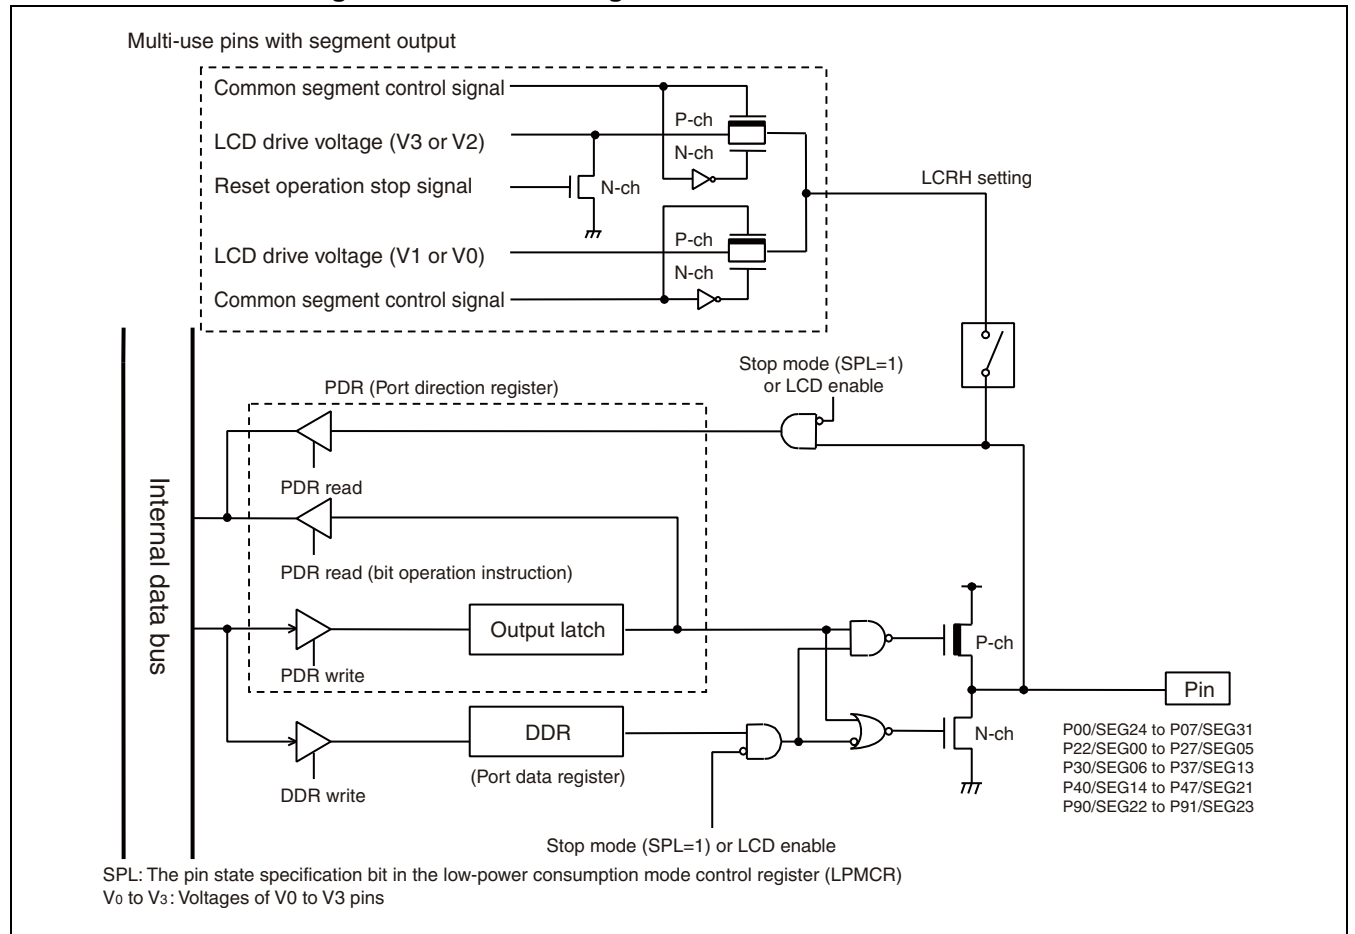 Multi-use pins with segment output
Common segment control signal
P-ch
LCD drive voltage (V3 or V2)
N-ch
Reset operation stop signal
N-ch
LCRH setting
P-ch
LCD drive voltage (V1 or V0)
N-ch
Common segment control signal
Stop mode (SPL=1)
or LCD enable
PDR (Port direction register)
PDR read
Internal data bus
PDR read (bit operation instruction)
Output latch
P-ch
PDR write
Pin
DDR
N-ch
P00/SEG24 to P07/SEG31
P22/SEG00 to P27/SEG05
P30/SEG06 to P37/SEG13
P40/SEG14 to P47/SEG21
P90/SEG22 to P91/SEG23
(Port data register)
DDR write
Stop mode (SPL=1) or LCD enable
SPL: The pin state specification bit in the low-power consumption mode control register (LPMCR)
V0 to V3: Voltages of V0 to V3 pins